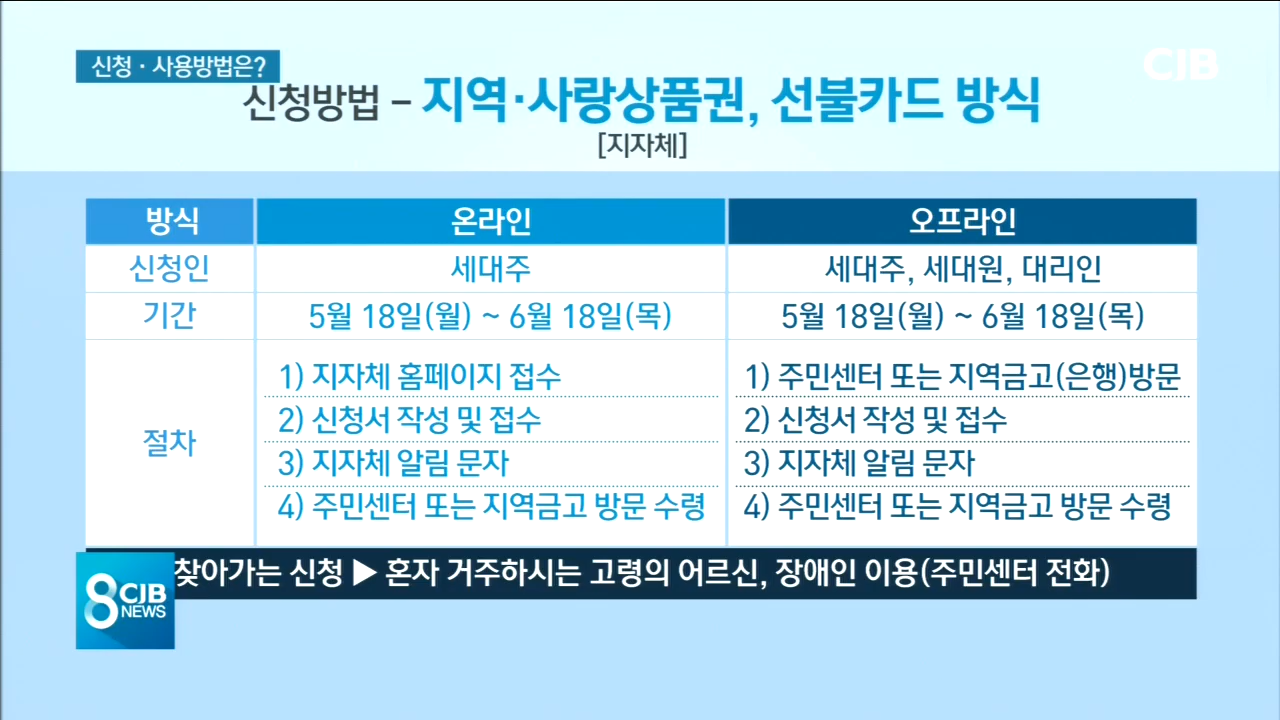 신청·사용방법은?
CJB
신청방법 - 지역·사랑상품권, 선불카드 방식
[지자체]
방식 온라인 오프라인
신청인 세대주 세대주, 세대원, 대리인
기간 5월 18일(월) ~ 6월 18일(목) 5월 18일(월) ~ 6월 18일(목)
절차
1) 지자체 홈페이지 접수 1) 주민센터 또는 지역금고(은행)방문
2) 신청서 작성 및 접수 2) 신청서 작성 및 접수
3) 지자체 알림 문자 3) 지자체 알림 문자
4) 주민센터 또는 지역금고 방문 수령 4) 주민센터 또는 지역금고 방문 수령
찾아가는 신청 ▶ 혼자 거주하시는 고령의 어르신, 장애인 이용(주민센터 전화)
8 CJB NEWS